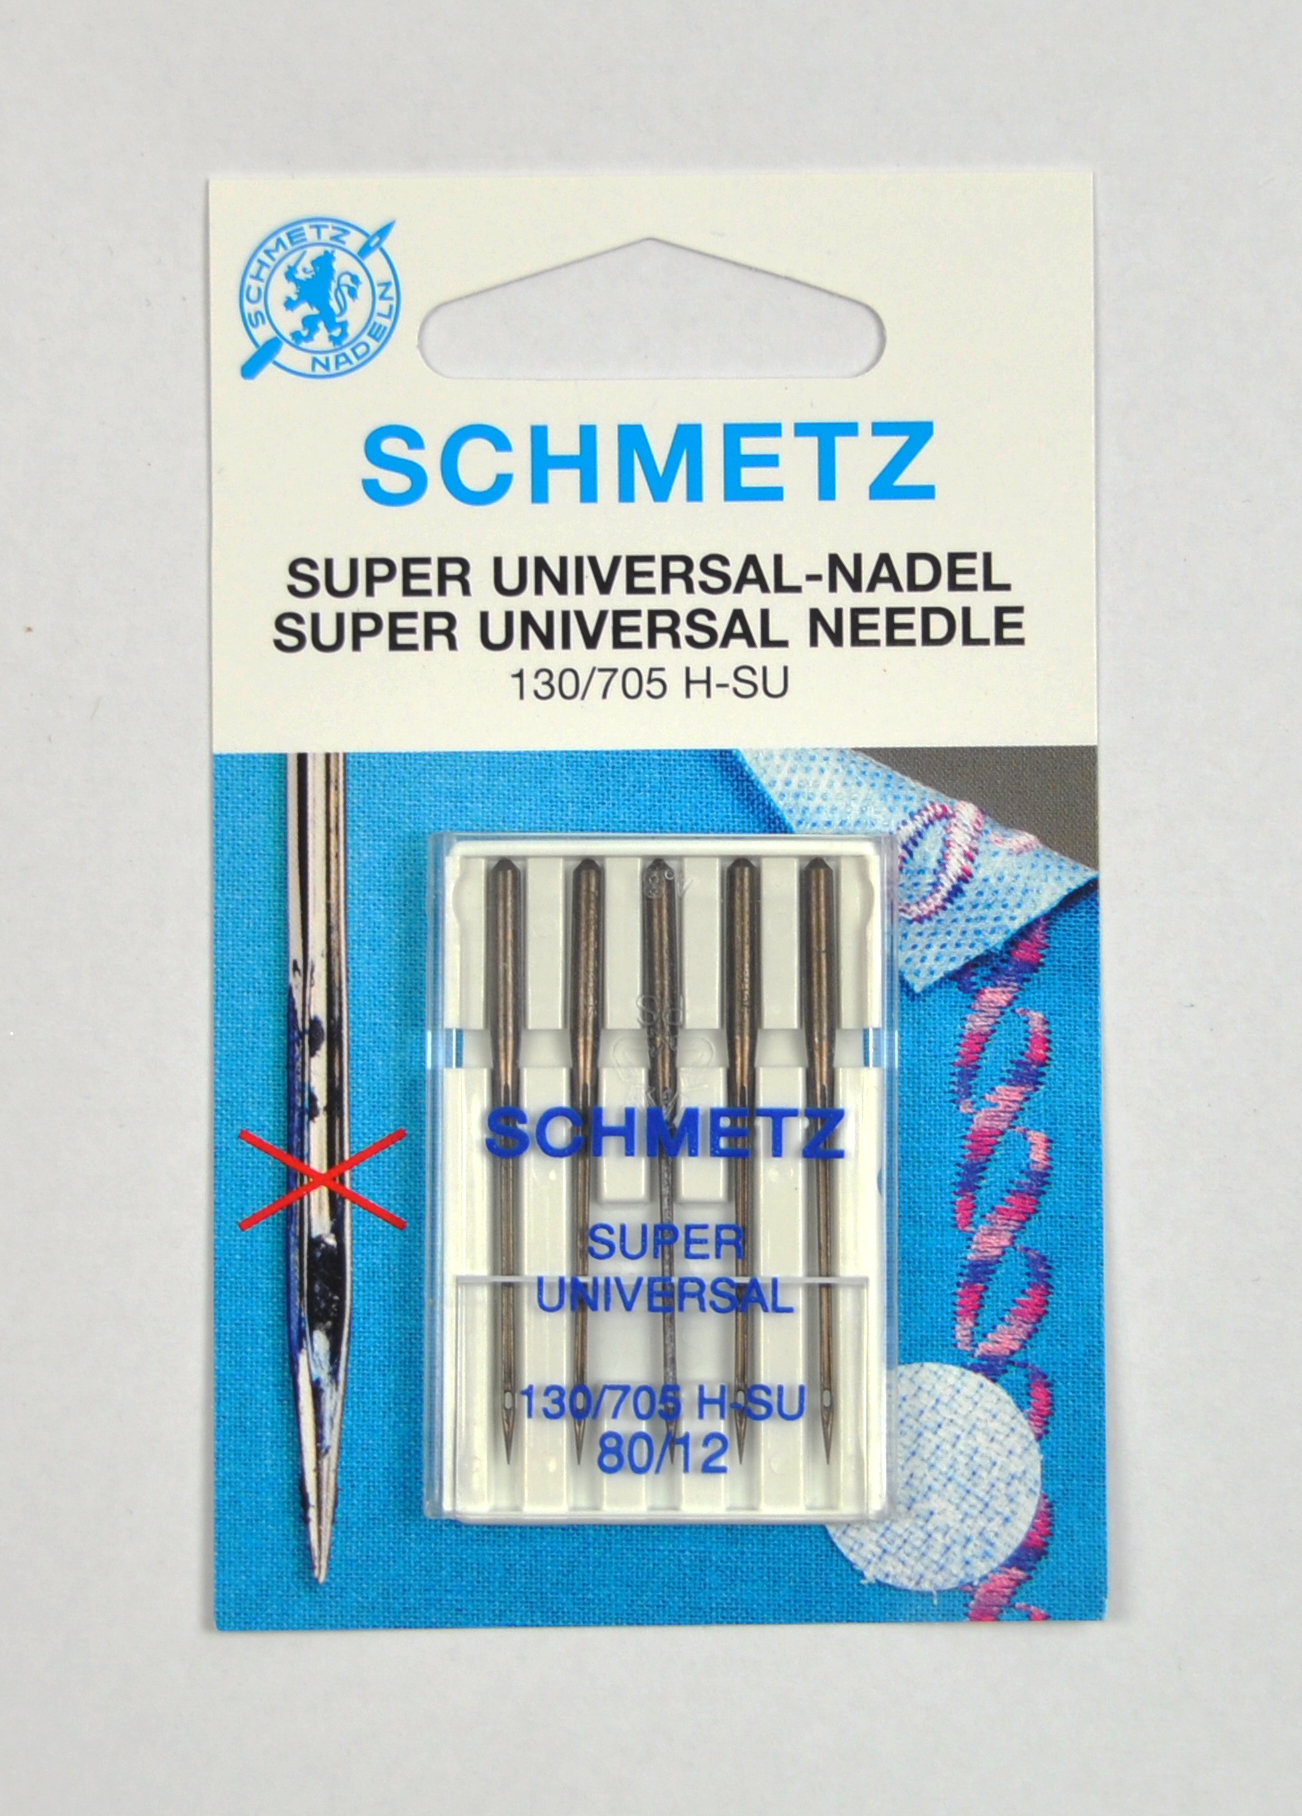 SCHMETZ
NADELN
SCHMETZ
SUPER UNIVERSAL-NADEL
SUPER UNIVERSAL NEEDLE
130/705 H-SU
SCHMETZ
SUPER
UNIVERSAL
130/705 H-SU
80/12